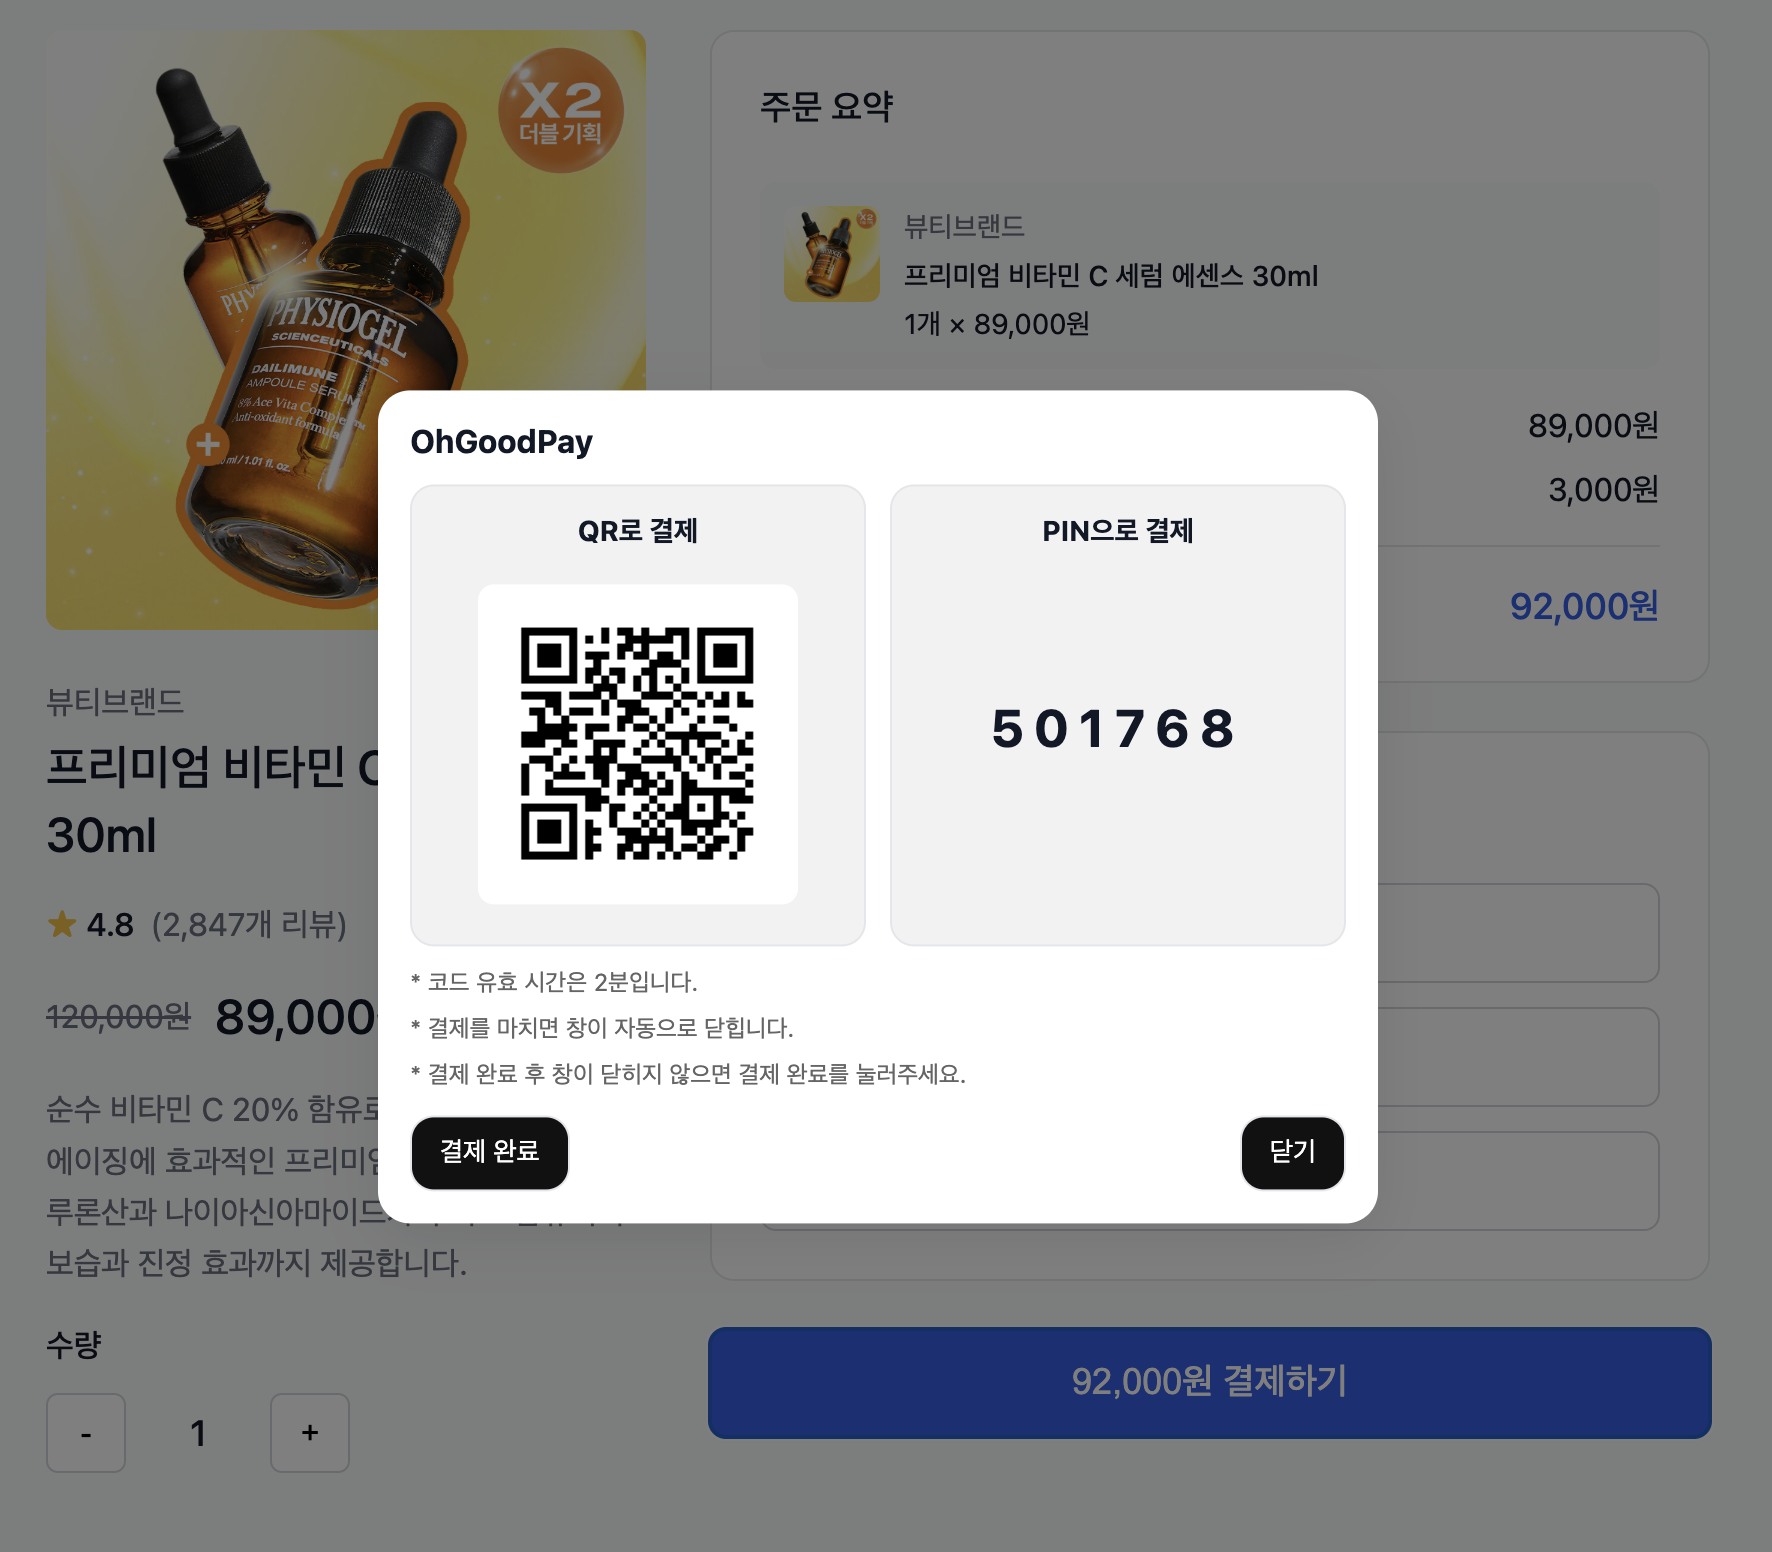 X2
더블 기획
PHYSIOGEL
SCIENCEUTICALS
DAILIMUNE
AMPOULE SERUM
Ace Vita Complex
Anti-oxidant formula
ml / 1.01 fl. oz.
+
뷰티브랜드
프리미엄 비타민 C
30ml
4.8 (2,847개 리뷰)
120,000원 89,000
순수 비타민 C 20% 함유로
에이징에 효과적인 프리미엄
루론산과 나이아신아마이드
보습과 진정 효과까지 제공합니다.
수량
- 1 +
주문 요약
X2
뷰티브랜드
프리미엄 비타민 C 세럼 에센스 30ml
1개 × 89,000원
89,000원
3,000원
92,000원
OhGoodPay
QR로 결제
PIN으로 결제
501768
* 코드 유효 시간은 2분입니다.
* 결제를 마치면 창이 자동으로 닫힙니다.
* 결제 완료 후 창이 닫히지 않으면 결제 완료를 눌러주세요.
결제 완료
닫기
92,000원 결제하기